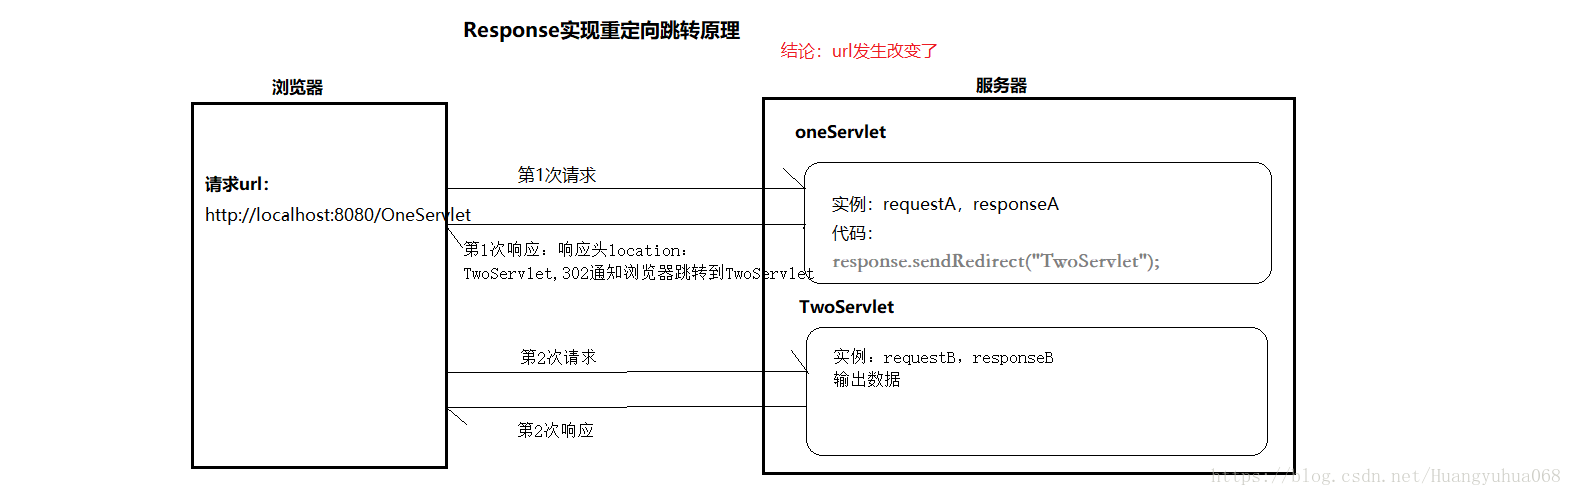 Response实现重定向跳转原理
结论：url发生改变了
浏览器
服务器
oneServlet
请求url：
http://localhost:8080/OneServlet
第1次请求
实例：requestA，responseA
代码：
response.sendRedirect("TwoServlet");
第1次响应：响应头location：
TwoServlet,302通知浏览器跳转到TwoServlet
TwoServlet
第2次请求
实例：requestB，responseB
输出数据
第2次响应
https://blog.csdn.net/Huangyuhua068